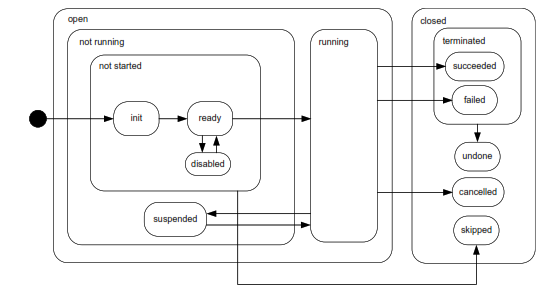 open
closed
not running
running
terminated
not started
succeeded
failed
init
ready
disabled
undone
cancelled
suspended
skipped